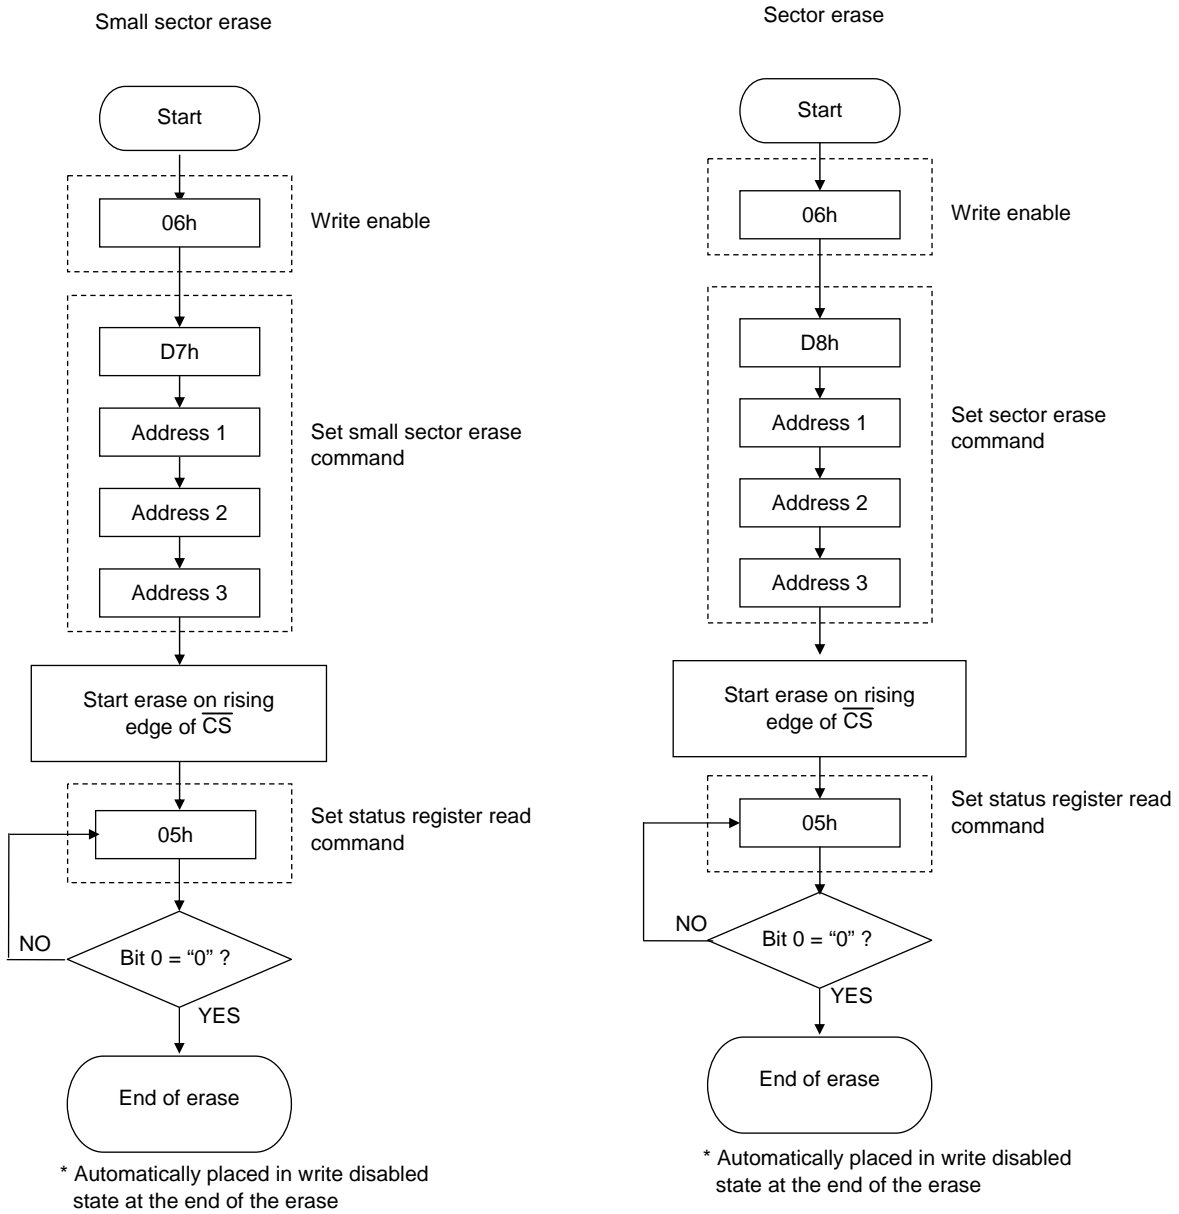 Small sector erase
Start
06h
Write enable
D7h
Address 1
Address 2
Address 3
Set small sector erase
command
Start erase on rising
edge of C̅S̅
05h
Set status register read
command
Bit 0 = “0” ?
NO
YES
End of erase
* Automatically placed in write disabled
state at the end of the erase
Sector erase
Start
06h
Write enable
D8h
Address 1
Address 2
Address 3
Set sector erase
command
Start erase on rising
edge of C̅S̅
05h
Set status register read
command
Bit 0 = “0” ?
NO
YES
End of erase
* Automatically placed in write disabled
state at the end of the erase